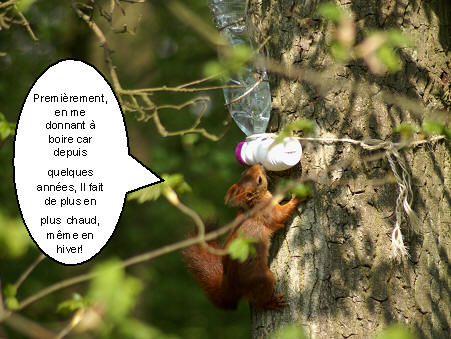 Premièrement,
en me
donnant à
boire car
depuis
quelques
années, Il fait
de plus en
plus chaud,
même en
hiver!